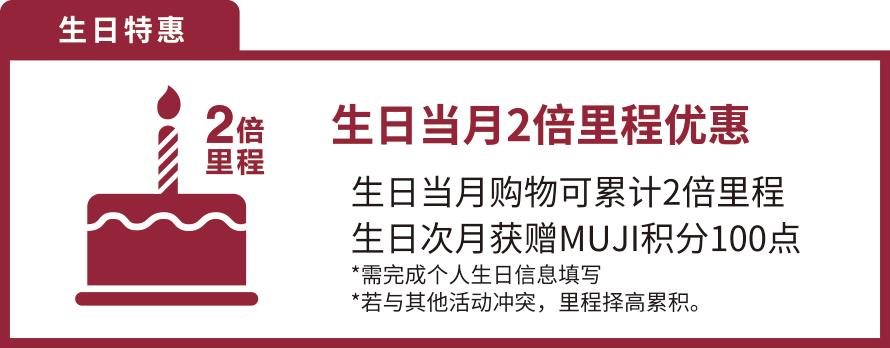 生日特惠
2倍
里程
生日当月2倍里程优惠
生日当月购物可累计2倍里程
生日次月获赠MUJI积分100点
*需完成个人生日信息填写
*若与其他活动冲突，里程择高累积。